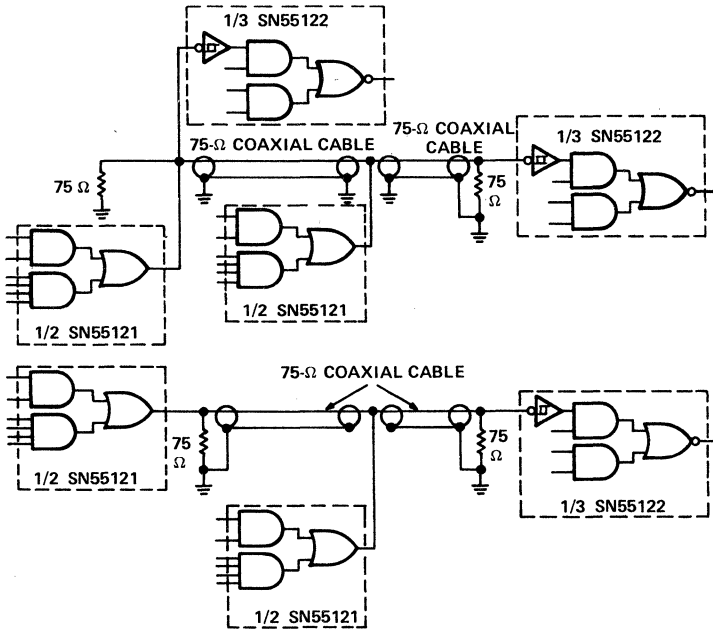 1/3 SN55122
75-Ω COAXIAL CABLE
75-Ω COAXIAL
CABLE
1/3 SN55122
75 Ω
75
Ω
1/2 SN55121
1/2 SN55121
75-Ω COAXIAL CABLE
75
Ω
75
Ω
1/2 SN55121
1/3 SN55122
1/2 SN55121